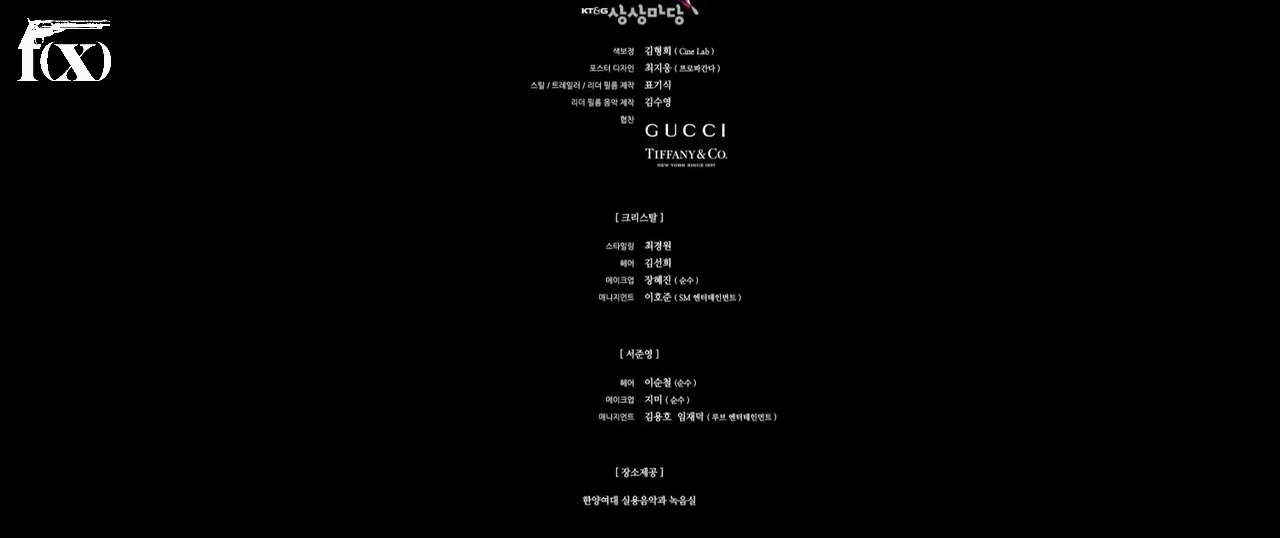 f(x)
KT&G 상상마당
색보정 김형희 ( Cine Lab )
포스터 디자인 최지웅 ( 프로파간다 )
스틸 / 트레일러 / 리더 필름 제작 표기식
리더 필름 음악 제작 김수영
협찬
GUCCI
TIFFANY & CO.
NEW YORK SINCE 1837
[ 크리스탈 ]
스타일링 최경원
헤어 김선희
메이크업 장혜진 ( 순수 )
매니지먼트 이호준 ( SM 엔터테인먼트 )
[ 서준영 ]
헤어 이순철 (순수 )
메이크업 지미 ( 순수 )
매니지먼트 김용호 임재덕 ( 루브 엔터테인먼트 )
[ 장소제공 ]
한양여대 실용음악과 녹음실